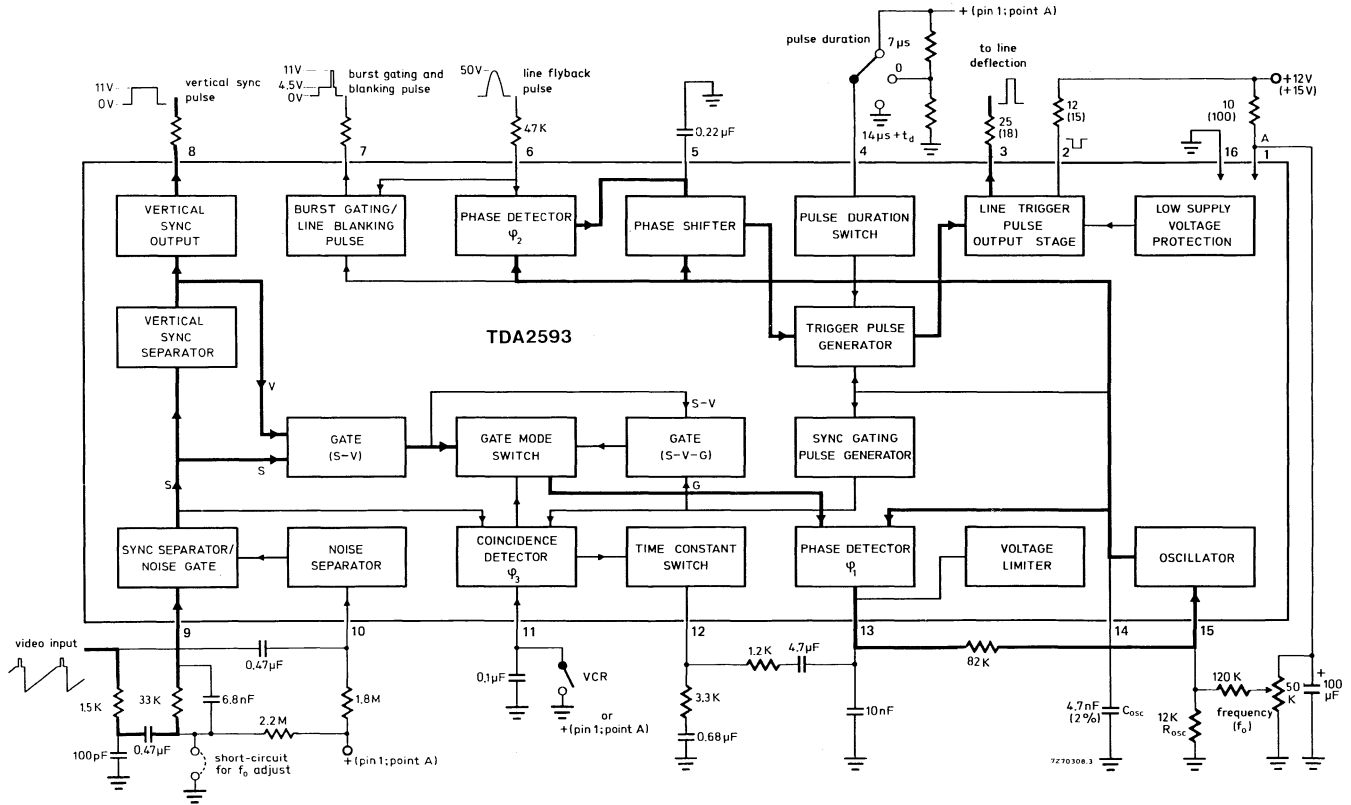 +(pin 1; point A)
pulse duration
7µs
0
14µs+td
to line
deflection
+12V
(+15V)
11V
0V
vertical sync
pulse
11V
4.5V
0V
burst gating and
blanking pulse
50V
line flyback
pulse
47K
0.22µF
25
(18)
12
(15)
10
(100)
A
8
7
6
5
4
3
2
16
1
VERTICAL
SYNC
OUTPUT
BURST GATING/
LINE BLANKING
PULSE
PHASE DETECTOR
φ2
PHASE SHIFTER
PULSE DURATION
SWITCH
LINE TRIGGER
PULSE
OUTPUT STAGE
LOW SUPPLY
VOLTAGE
PROTECTION
VERTICAL
SYNC
SEPARATOR
TDA2593
TRIGGER PULSE
GENERATOR
V
S-V
GATE
(S-V)
GATE MODE
SWITCH
GATE
(S-V-G)
SYNC GATING
PULSE GENERATOR
S
S
G
SYNC SEPARATOR/
NOISE GATE
NOISE
SEPARATOR
COINCIDENCE
DETECTOR
φ3
TIME CONSTANT
SWITCH
PHASE DETECTOR
φ1
VOLTAGE
LIMITER
OSCILLATOR
9
10
11
12
13
14
15
video input
0.47µF
1.5K
33K
6.8nF
1.8M
2.2M
0.47µF
100pF
short-circuit
for fo adjust
+(pin 1; point A)
0.1µF
VCR
or
+(pin 1; point A)
1.2K
4.7µF
3.3K
0.68µF
10nF
82K
4.7nF
(2%)
Cosc
12K
Rosc
120K
frequency
(fo)
50
K
+
100
µF
7Z70308.3